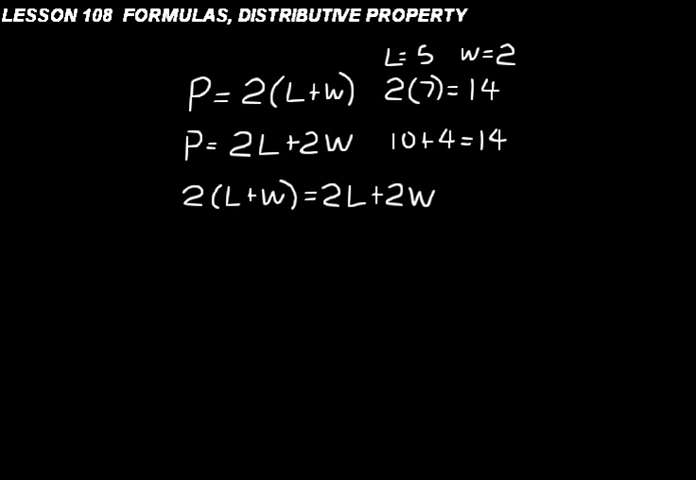 LESSON 108 FORMULAS, DISTRIBUTIVE PROPERTY
L= 5 W=2
P= 2(L+W) 2(7)=14
P= 2L+2W 10+4=14
2(L+W)=2L+2W